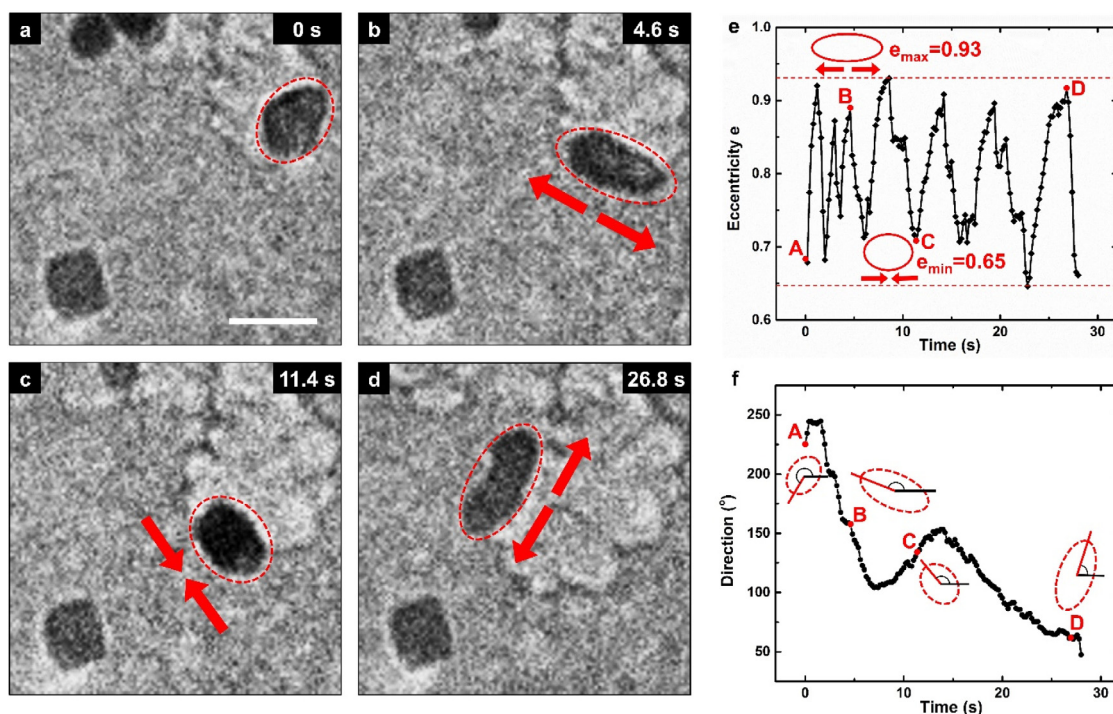 a
0 s
b
4.6 s
c
11.4 s
d
26.8 s
e
1.0
0.9
0.8
0.7
0.6
Eccentricity e
emax=0.93
A
B
C
D
emin=0.65
0
10
20
30
Time (s)
f
250
200
150
100
50
Direction (°)
A
B
C
D
0
10
20
30
Time (s)